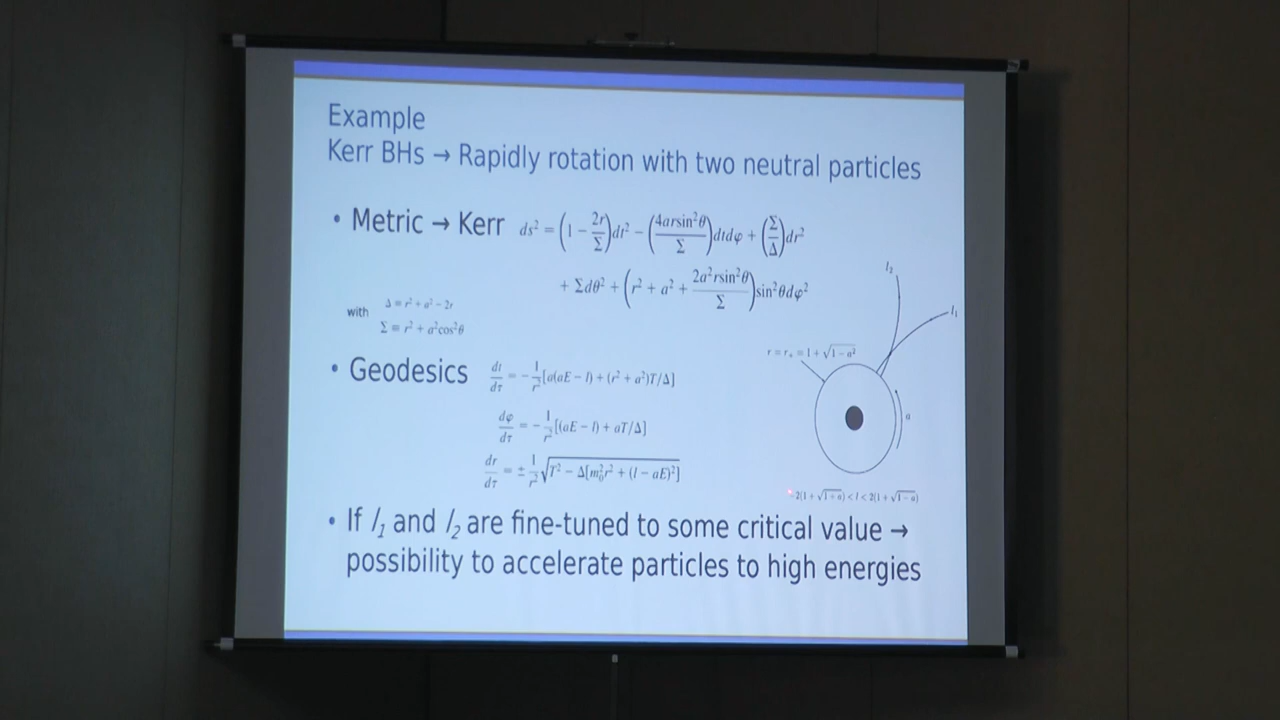 Example
Kerr BHs → Rapidly rotation with two neutral particles
• Metric → Kerr ds² = (1 − 2r/Σ)dt² − (4arsin²θ/Σ)dtdφ + (Σ/Δ)dr²
+ Σdθ² + (r² + a² + 2a²rsin²θ/Σ)sin²θdφ²
with Δ ≡ r² + a² − 2r
Σ ≡ r² + a²cos²θ
l₂
l₁
r = r₊ = 1 + √(1 − a²)
a
• Geodesics dt/dτ = −1/r²[a(aE − l) + (r² + a²)T/Δ]
dφ/dτ = −1/r²[(aE − l) + aT/Δ]
dr/dτ = ±1/r²√(T² − Δ[m₀²r² + (l − aE)²])
−2(1 + √(1 + a)) < l < 2(1 + √(1 − a))
• If l₁ and l₂ are fine-tuned to some critical value →
possibility to accelerate particles to high energies